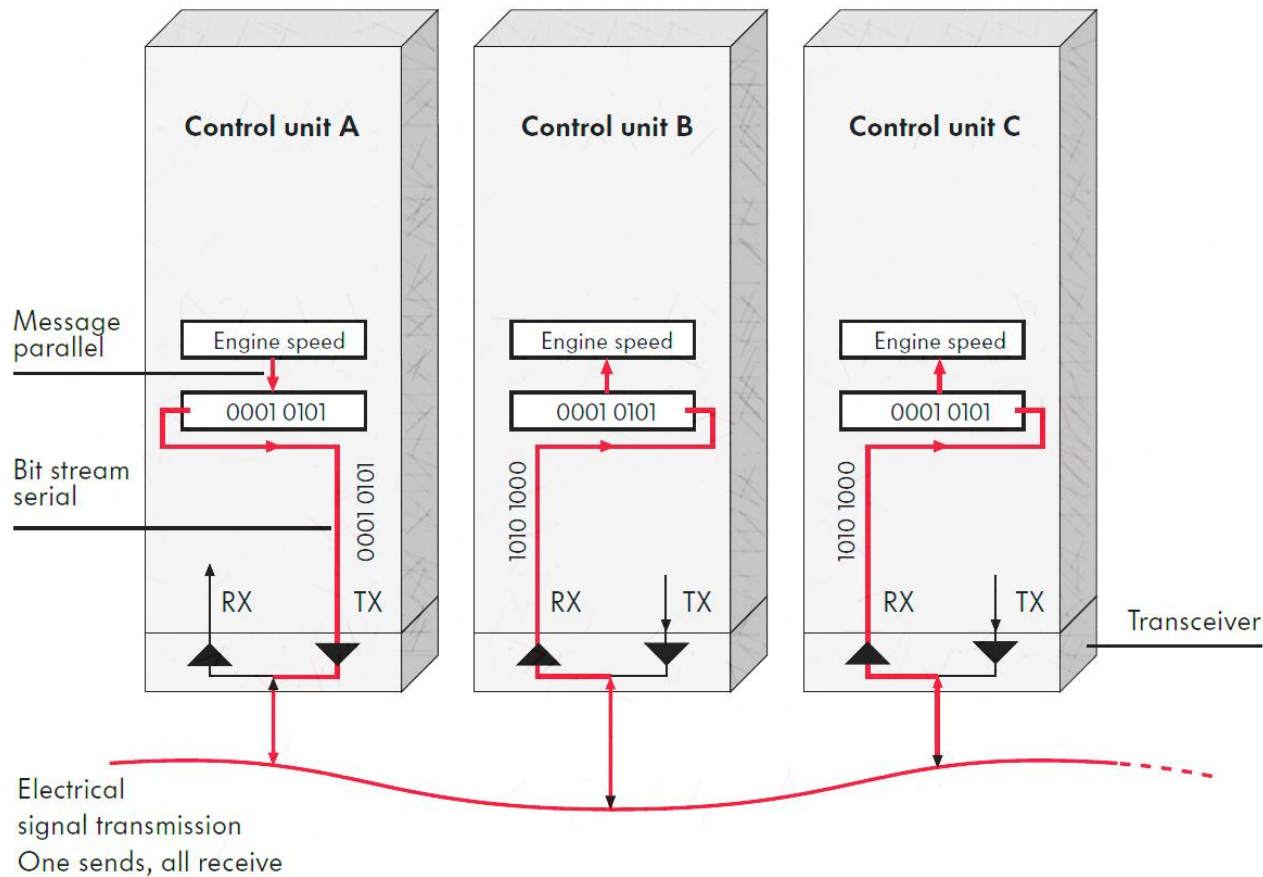 Control unit A
Control unit B
Control unit C
Message
parallel
Engine speed
Engine speed
Engine speed
0001 0101
0001 0101
0001 0101
Bit stream
serial
0001 0101
1010 1000
1010 1000
RX
TX
RX
TX
RX
TX
Transceiver
Electrical
signal transmission
One sends, all receive